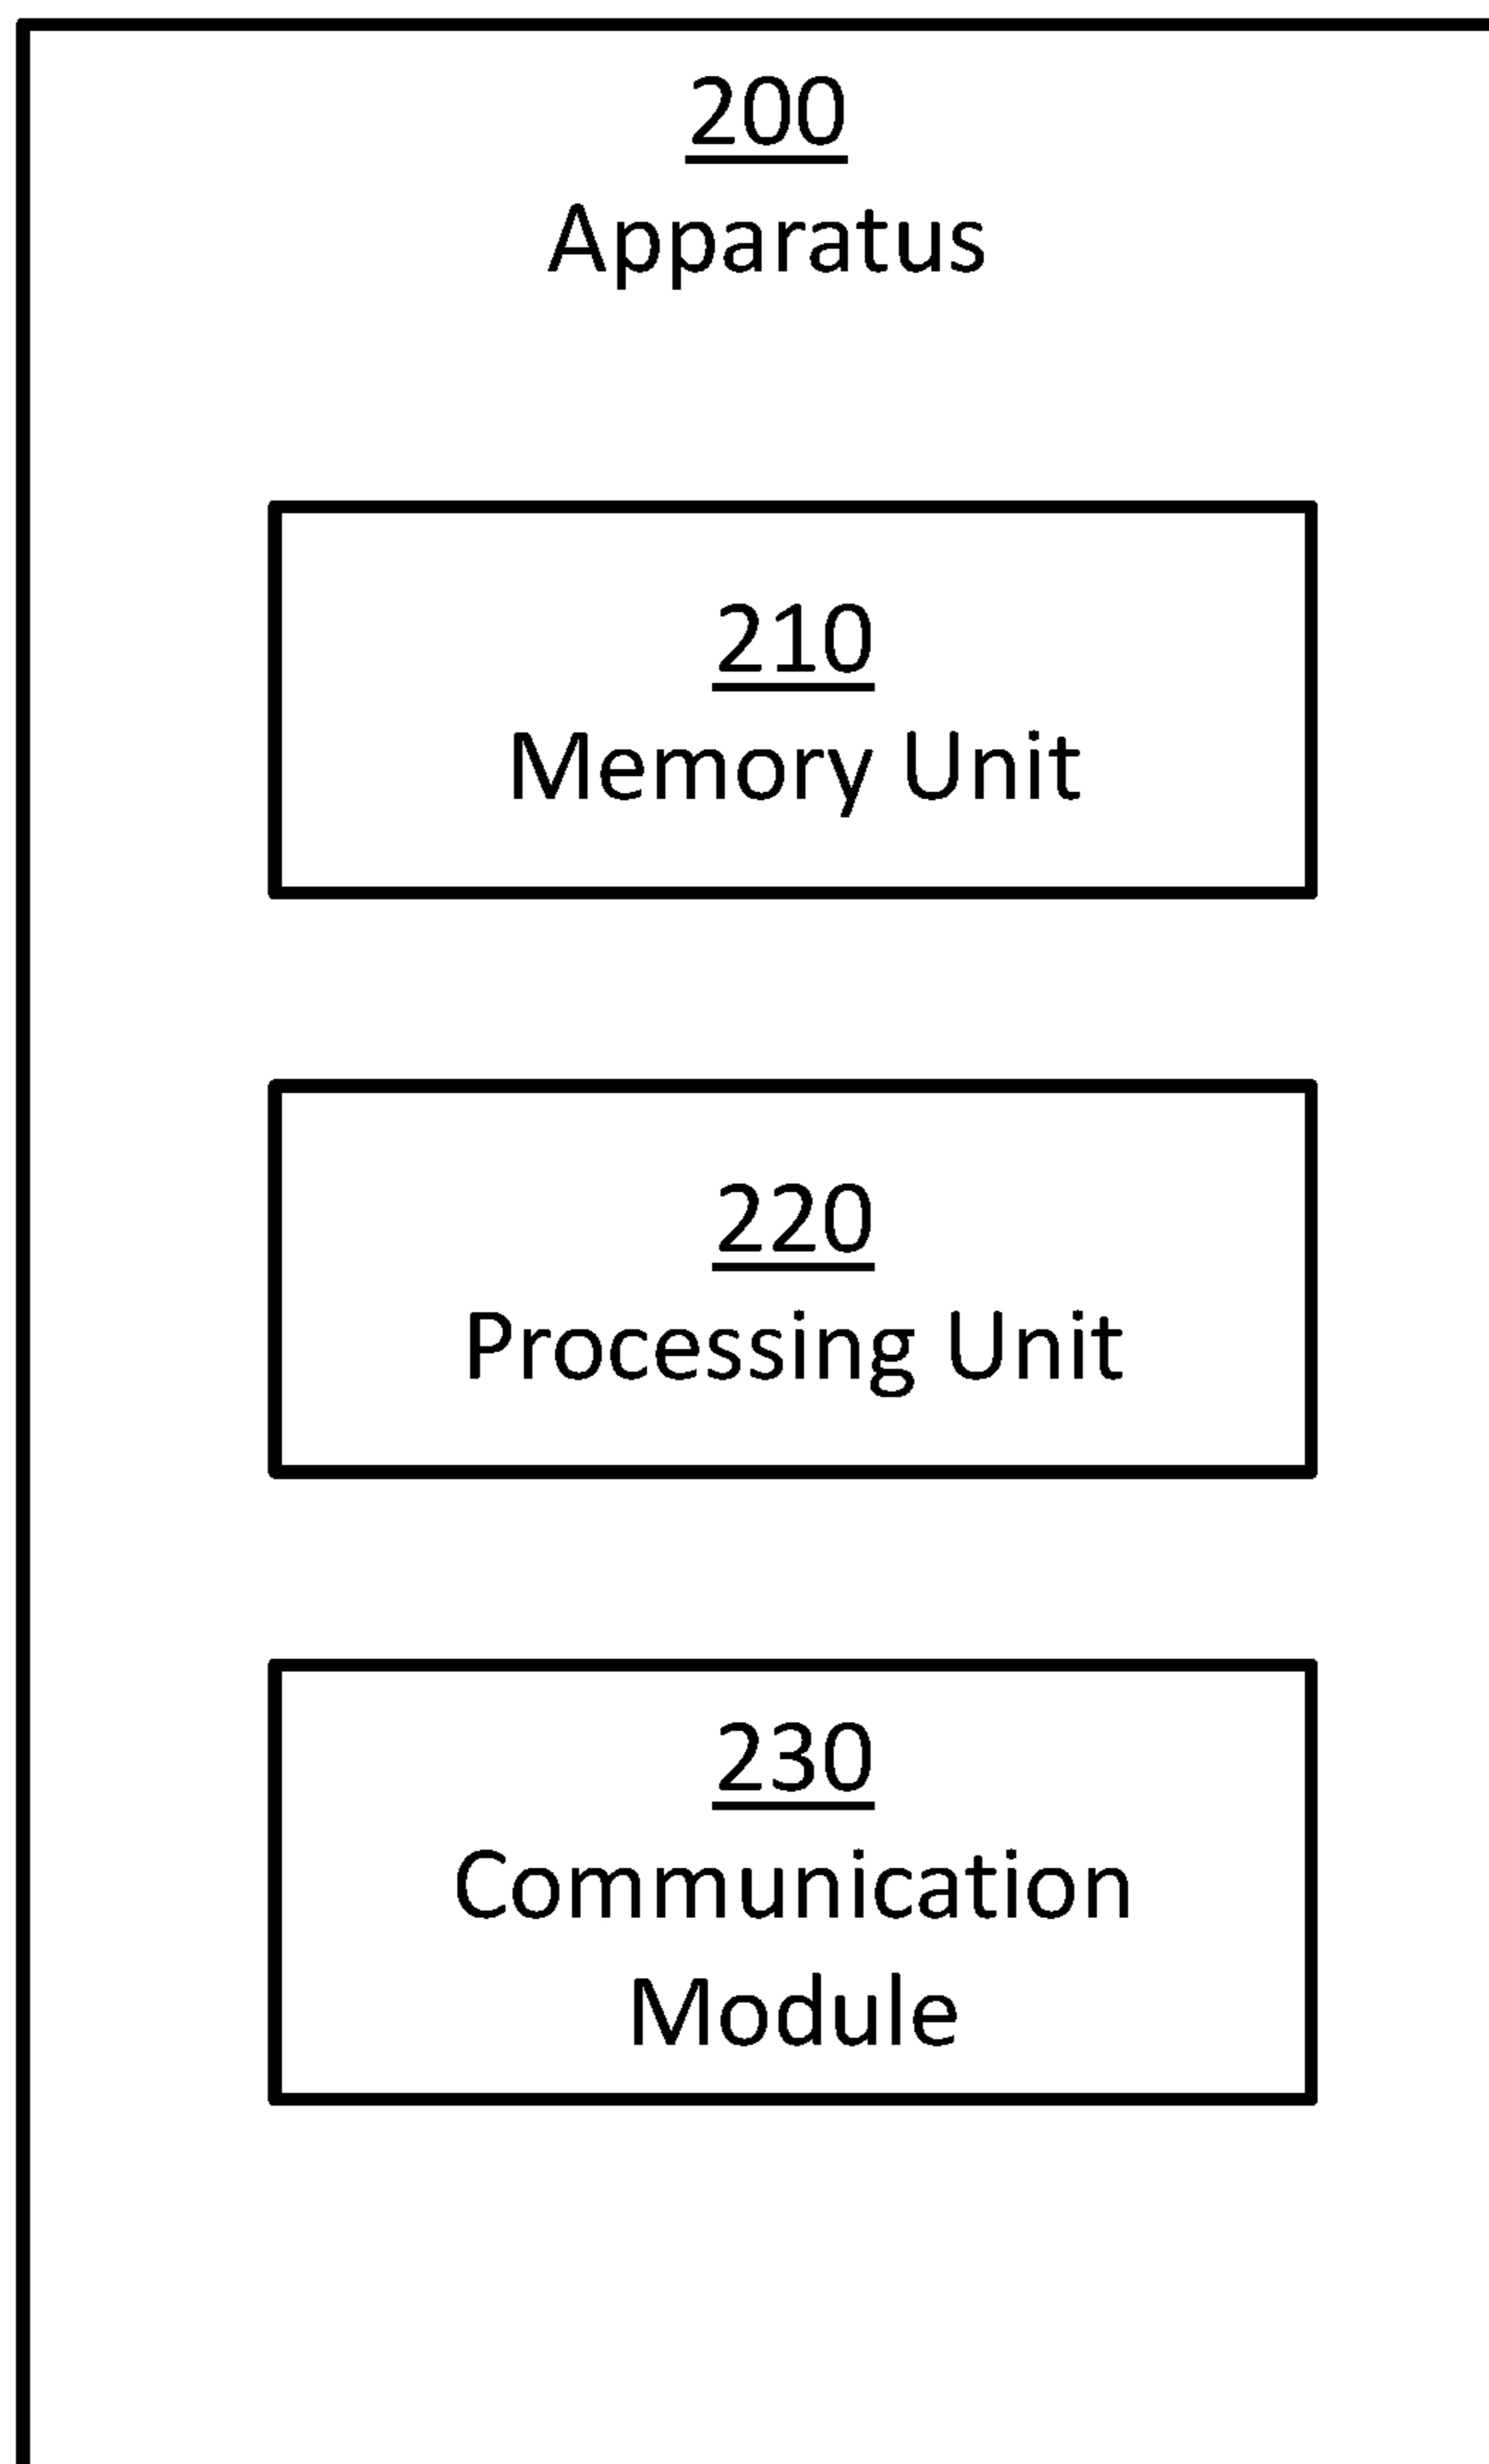 200
Apparatus
210
Memory Unit
220
Processing Unit
230
Communication
Module